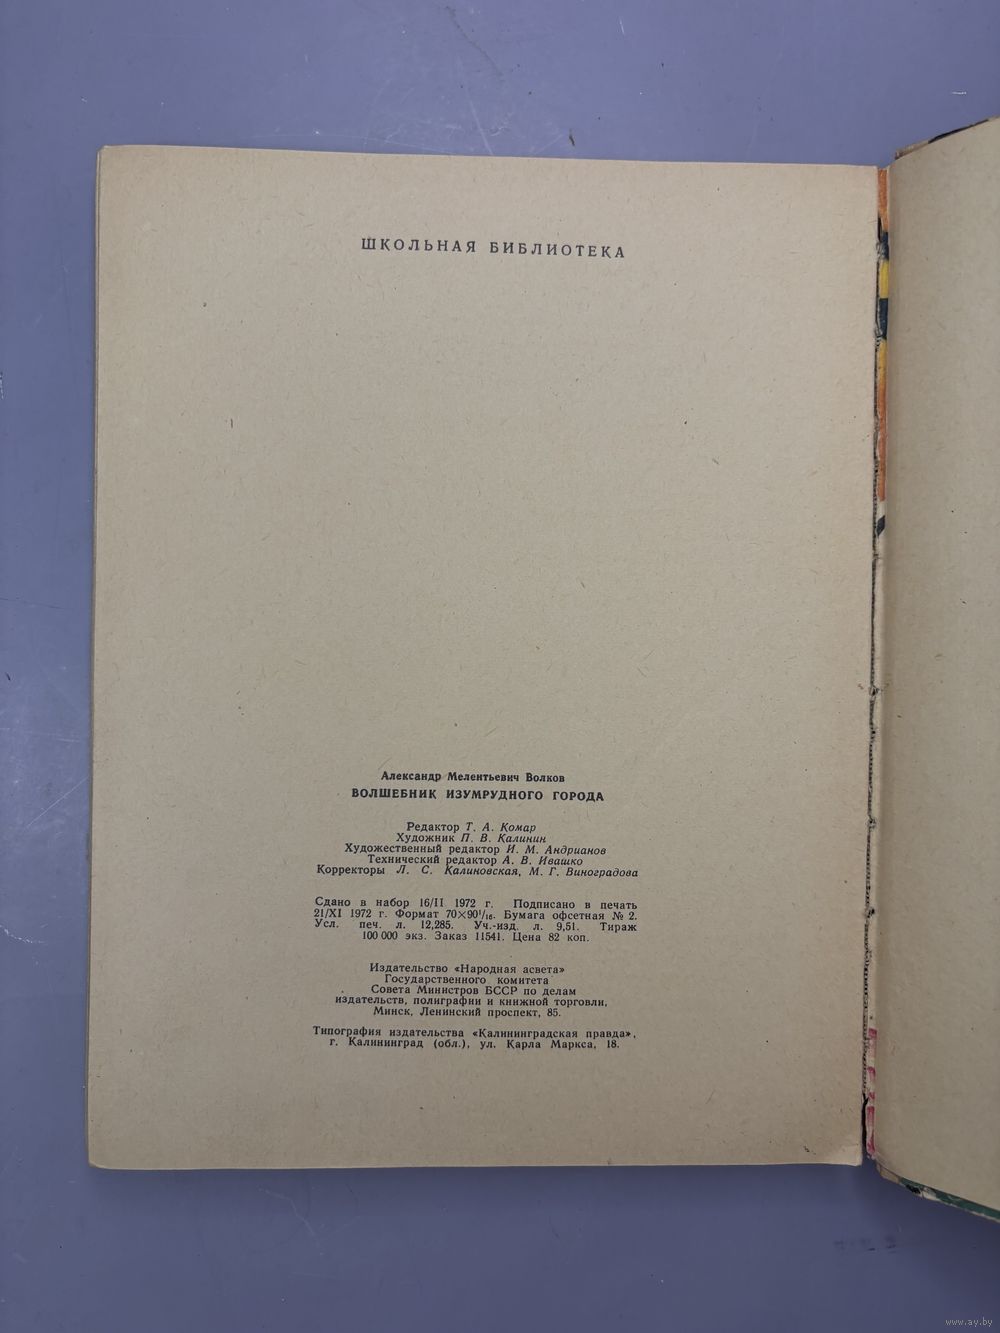 ШКОЛЬНАЯ БИБЛИОТЕКА
Александр Мелентьевич Волков
ВОЛШЕБНИК ИЗУМРУДНОГО ГОРОДА
Редактор Т. А. Комар
Художник П. В. Калинин
Художественный редактор И. М. Андрианов
Технический редактор А. В. Ивашко
Корректоры Л. С. Калиновская, М. Г. Виноградова
Сдано в набор 16/II 1972 г. Подписано в печать
21/XI 1972 г. Формат 70×90¹/₁₆. Бумага офсетная № 2.
Усл. печ. л. 12,285. Уч.-изд. л. 9,51. Тираж
100 000 экз. Заказ 11541. Цена 82 коп.
Издательство «Народная асвета»
Государственного комитета
Совета Министров БССР по делам
издательств, полиграфии и книжной торговли,
Минск, Ленинский проспект, 85.
Типография издательства «Калининградская правда»,
г. Калининград (обл.), ул. Карла Маркса, 18.
www.ay.by